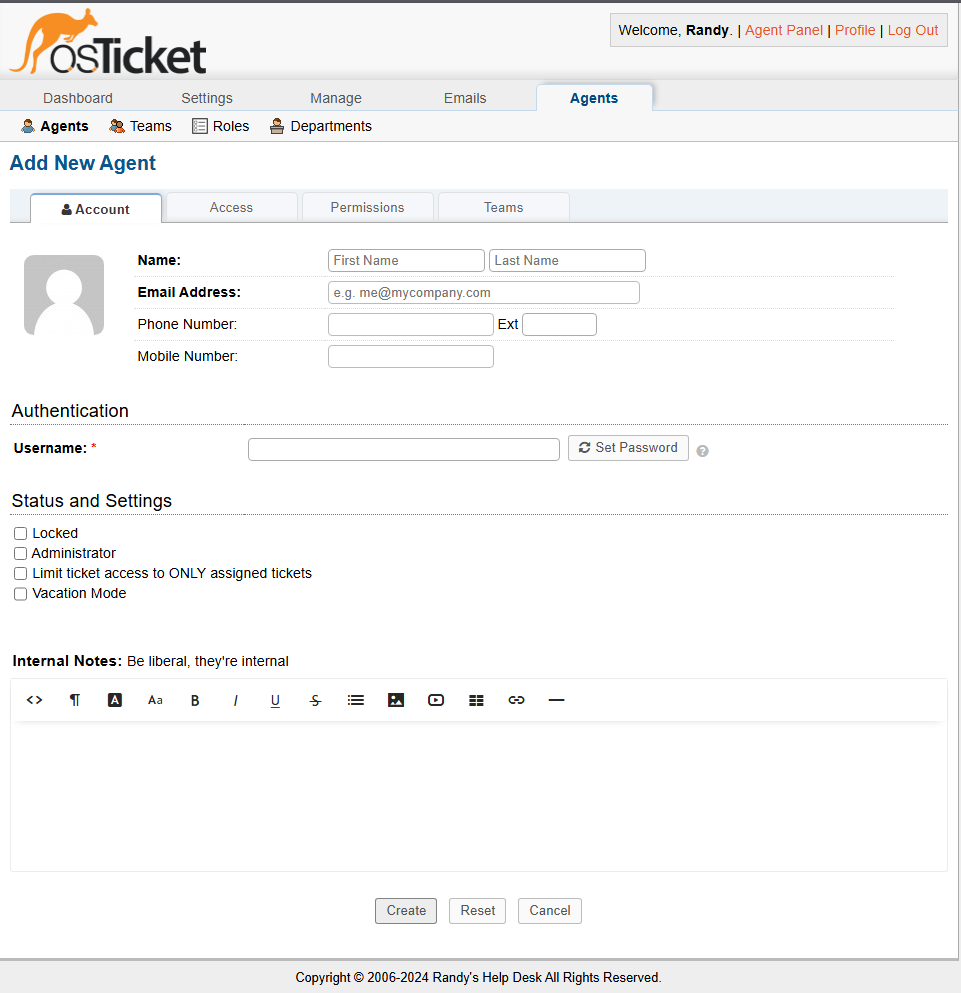 osTicket
Welcome, Randy. | Agent Panel | Profile | Log Out
Dashboard Settings Manage Emails Agents
Agents Teams Roles Departments
Add New Agent
Account Access Permissions Teams
Name: First Name Last Name
Email Address: e.g. me@mycompany.com
Phone Number: Ext
Mobile Number:
Authentication
Username: * Set Password ?
Status and Settings
Locked
Administrator
Limit ticket access to ONLY assigned tickets
Vacation Mode
Internal Notes: Be liberal, they're internal
<> ¶ A Aa B I U S
Create Reset Cancel
Copyright © 2006-2024 Randy's Help Desk All Rights Reserved.